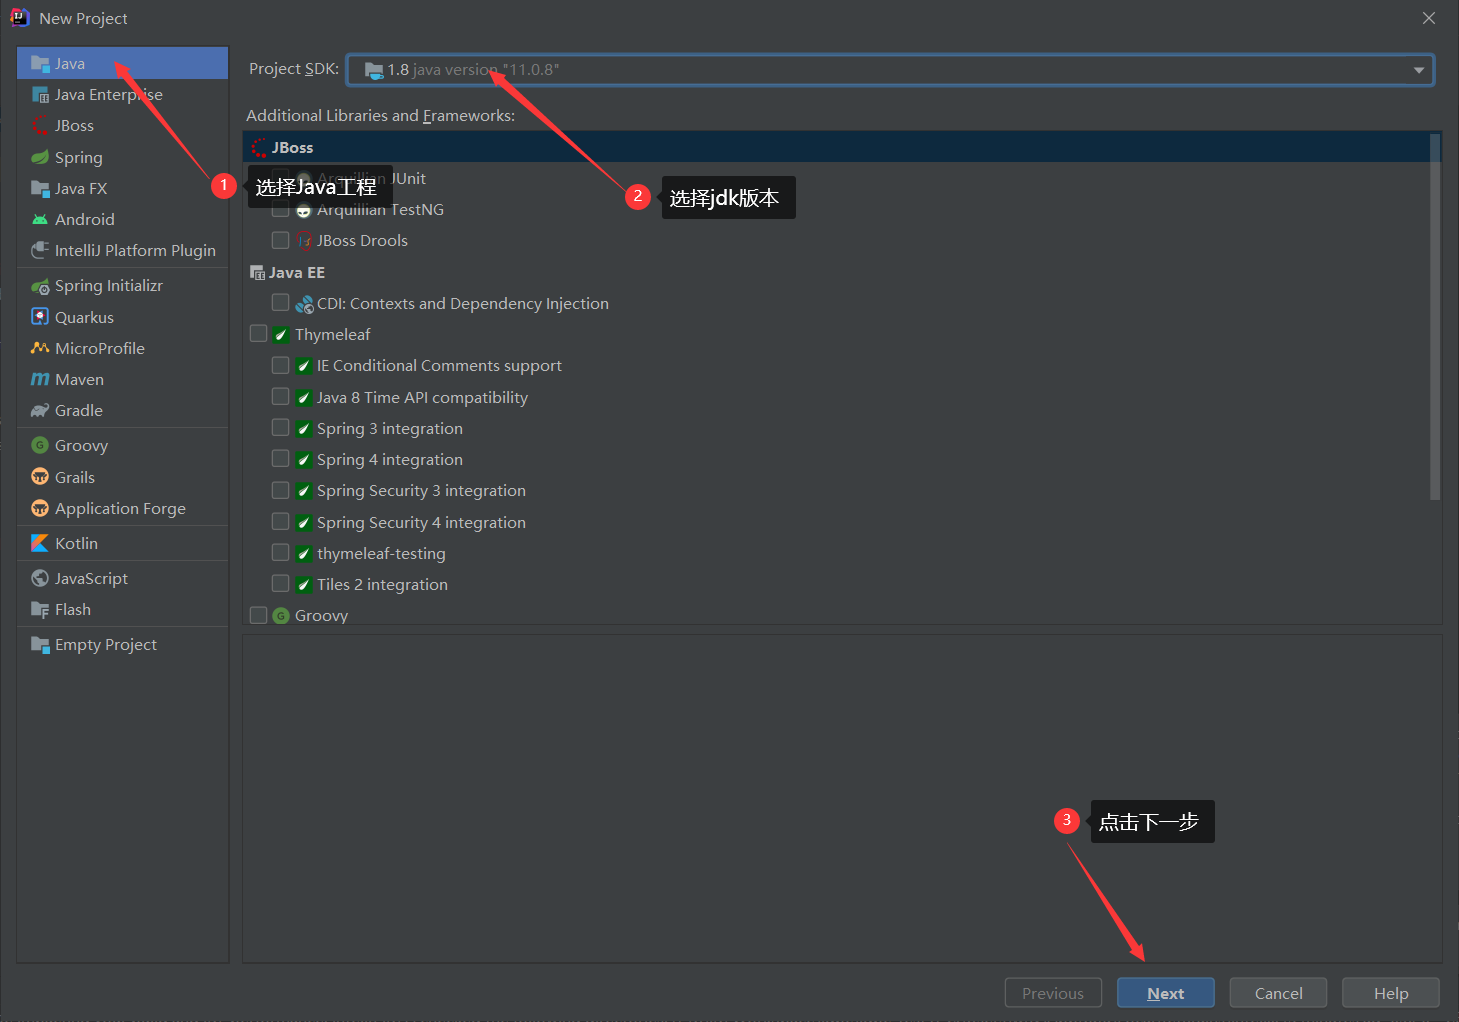 New Project
Java
Java Enterprise
JBoss
Spring
Java FX
Android
IntelliJ Platform Plugin
Spring Initializr
Quarkus
MicroProfile
Maven
Gradle
Groovy
Grails
Application Forge
Kotlin
JavaScript
Flash
Empty Project
Project SDK: 1.8 java version "11.0.8"
Additional Libraries and Frameworks:
JBoss
Arquillian JUnit
Arquillian TestNG
JBoss Drools
Java EE
CDI: Contexts and Dependency Injection
Thymeleaf
IE Conditional Comments support
Java 8 Time API compatibility
Spring 3 integration
Spring 4 integration
Spring Security 3 integration
Spring Security 4 integration
thymeleaf-testing
Tiles 2 integration
Groovy
1 选择Java工程
2 选择jdk版本
3 点击下一步
Previous Next Cancel Help